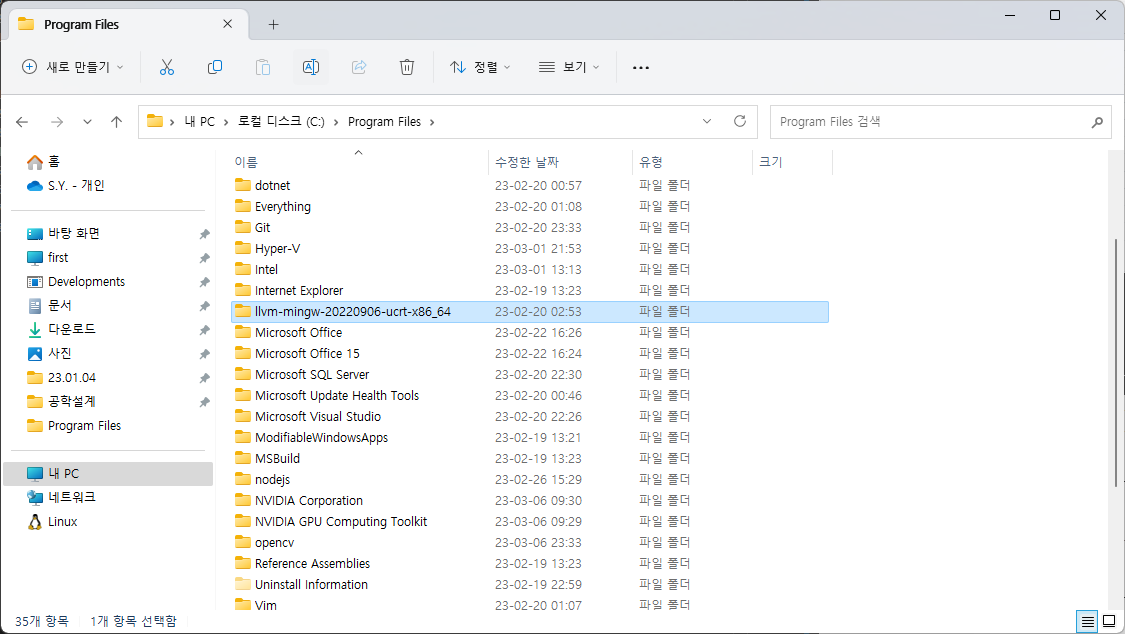 Program Files
새로 만들기
정렬
보기
내 PC
로컬 디스크 (C:)
Program Files
Program Files 검색
홈
S.Y. - 개인
바탕 화면
first
Developments
문서
다운로드
사진
23.01.04
공학설계
Program Files
내 PC
네트워크
Linux
이름 수정한 날짜 유형 크기
dotnet 23-02-20 00:57 파일 폴더
Everything 23-02-20 01:08 파일 폴더
Git 23-02-20 23:33 파일 폴더
Hyper-V 23-03-01 21:53 파일 폴더
Intel 23-03-01 13:13 파일 폴더
Internet Explorer 23-02-19 13:23 파일 폴더
llvm-mingw-20220906-ucrt-x86_64 23-02-20 02:53 파일 폴더
Microsoft Office 23-02-22 16:26 파일 폴더
Microsoft Office 15 23-02-22 16:24 파일 폴더
Microsoft SQL Server 23-02-20 22:30 파일 폴더
Microsoft Update Health Tools 23-02-20 00:46 파일 폴더
Microsoft Visual Studio 23-02-20 22:26 파일 폴더
ModifiableWindowsApps 23-02-19 13:21 파일 폴더
MSBuild 23-02-19 13:23 파일 폴더
nodejs 23-02-26 15:29 파일 폴더
NVIDIA Corporation 23-03-06 09:30 파일 폴더
NVIDIA GPU Computing Toolkit 23-03-06 09:29 파일 폴더
opencv 23-03-06 23:33 파일 폴더
Reference Assemblies 23-02-19 13:23 파일 폴더
Uninstall Information 23-02-19 22:59 파일 폴더
Vim 23-02-20 01:07 파일 폴더
35개 항목 1개 항목 선택함